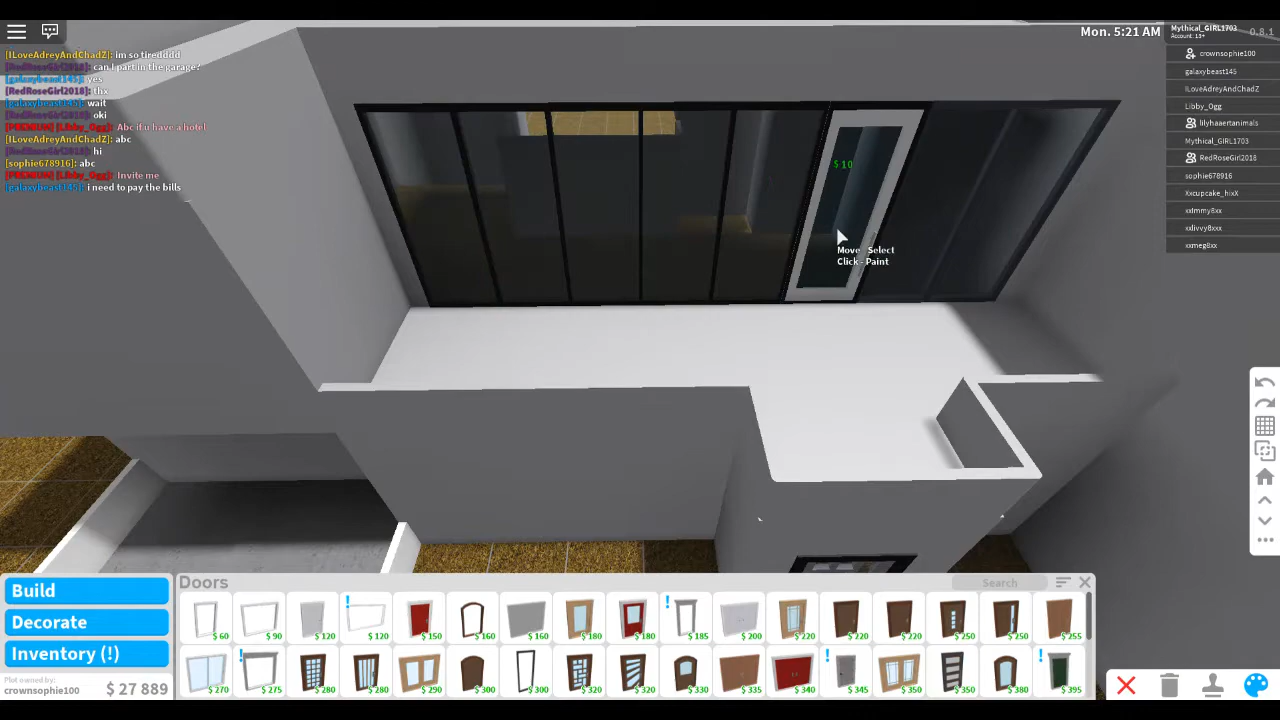 Mon. 5:21 AM
Mythical_GIRL1703
Account: 13+
0.8.1
[ILoveAdreyAndChadZ]: im so tiredddd
[RedRoseGirl2018]: can I part in the garage?
[galaxybeast145]: yes
[RedRoseGirl2018]: thx
[galaxybeast145]: wait
[RedRoseGirl2018]: oki
[PREMIUM] [Libby_Ogg]: Abc if u have a hotel
[ILoveAdreyAndChadZ]: abc
[RedRoseGirl2018]: hi
[sophie678916]: abc
[PREMIUM] [Libby_Ogg]: Invite me
[galaxybeast145]: i need to pay the bills
crownsophie100
galaxybeast145
ILoveAdreyAndChadZ
Libby_Ogg
lilyhaaertanimals
Mythical_GIRL1703
RedRoseGirl2018
sophie678916
XxCupcake_hixX
xxlmmy8xx
xxlivvy8xxx
xxmeg8xx
$ 10
Move - Select
Click - Paint
Build
Decorate
Inventory (!)
Plot owned by:
crownsophie100
$ 27 889
Doors
Search
$ 60 $ 90 $ 120 $ 120 $ 150 $ 160 $ 160 $ 180 $ 180 $ 185 $ 200 $ 220 $ 220 $ 220 $ 250 $ 250 $ 255
$ 270 $ 275 $ 280 $ 280 $ 290 $ 300 $ 300 $ 320 $ 320 $ 330 $ 335 $ 340 $ 345 $ 350 $ 350 $ 380 $ 395